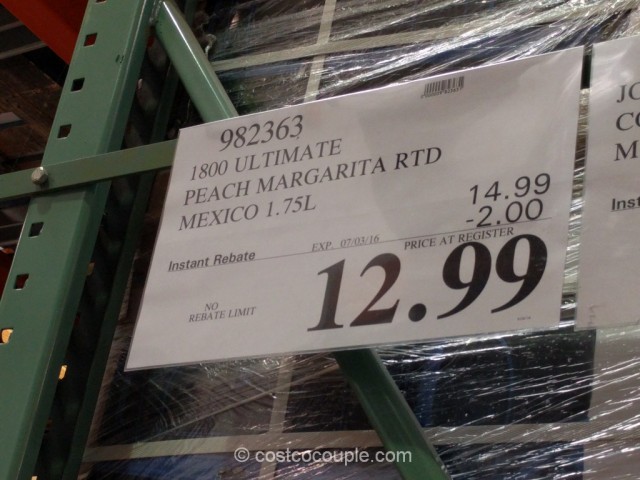 982363
1800 ULTIMATE
PEACH MARGARITA RTD
MEXICO 1.75L
14.99
-2.00
Instant Rebate
EXP. 07/03/16
PRICE AT REGISTER
12.99
NO
REBATE LIMIT
JO
CO
M
Inst
© costcocouple.com